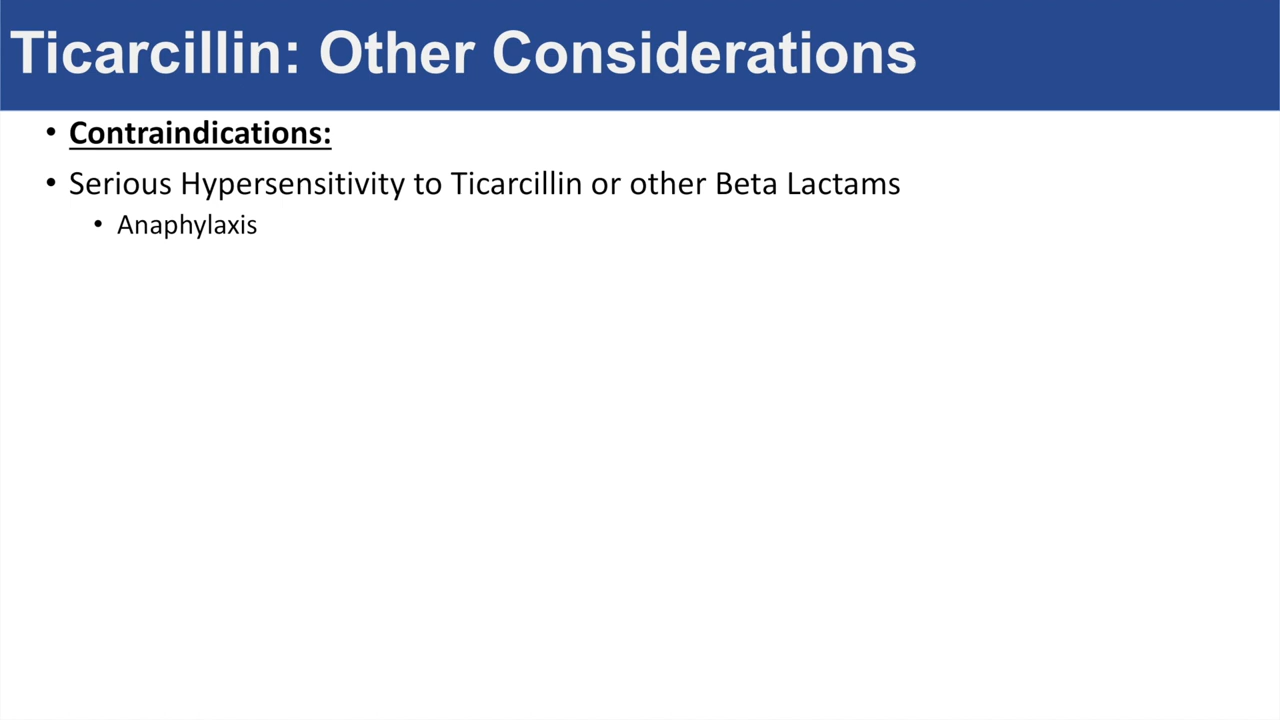 Ticarcillin: Other Considerations
• Contraindications:
• Serious Hypersensitivity to Ticarcillin or other Beta Lactams
• Anaphylaxis